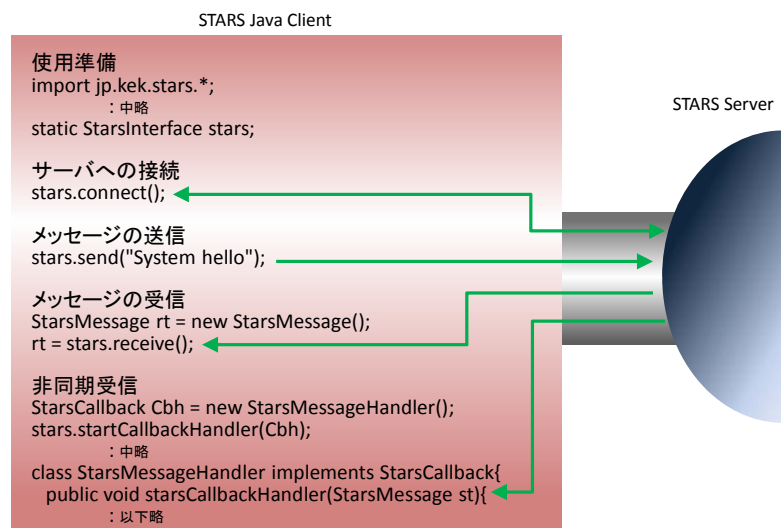 STARS Java Client
使用準備
import jp.kek.stars.*;
：中略
static StarsInterface stars;
サーバへの接続
stars.connect();
メッセージの送信
stars.send("System hello");
メッセージの受信
StarsMessage rt = new StarsMessage();
rt = stars.receive();
非同期受信
StarsCallback Cbh = new StarsMessageHandler();
stars.startCallbackHandler(Cbh);
：中略
class StarsMessageHandler implements StarsCallback{
public void starsCallbackHandler(StarsMessage st){
：以下略
STARS Server